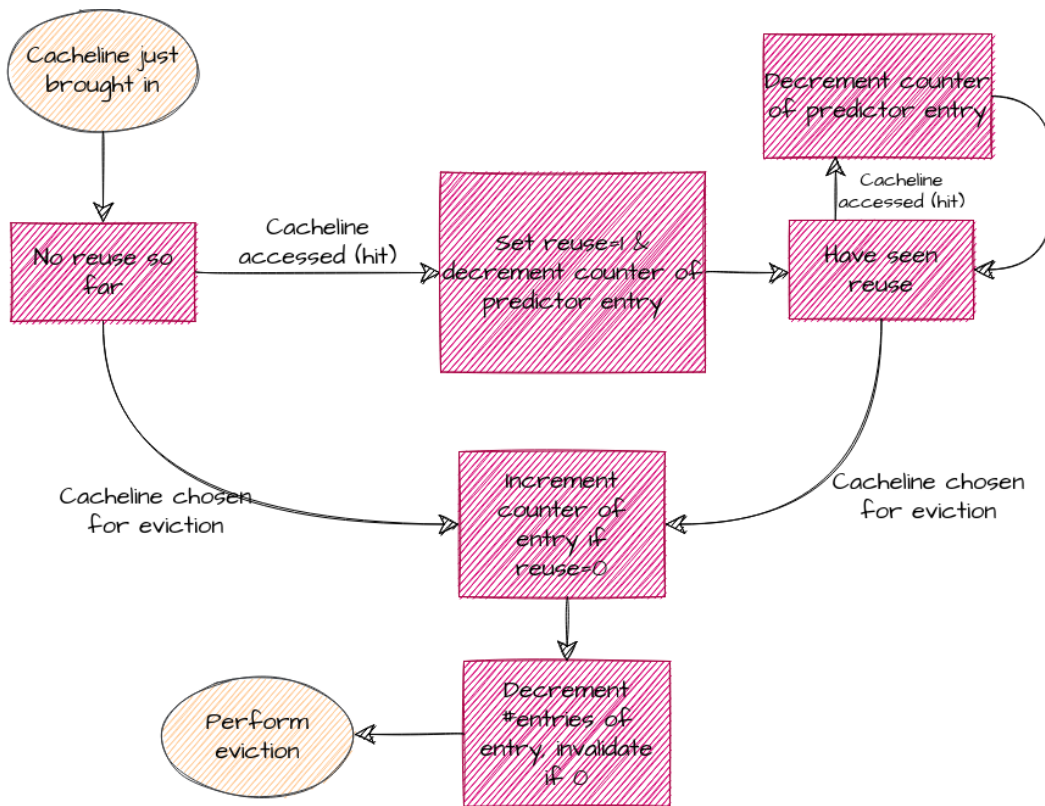 Cacheline just
brought in
Decrement counter
of predictor entry
Cacheline
accessed (hit)
No reuse so
far
Cacheline
accessed (hit)
Set reuse=1 &
decrement counter of
predictor entry
Have seen
reuse
Cacheline chosen
for eviction
Increment
counter of
entry if
reuse=0
Cacheline chosen
for eviction
Decrement
#entries of
entry, invalidate
if 0
Perform
eviction